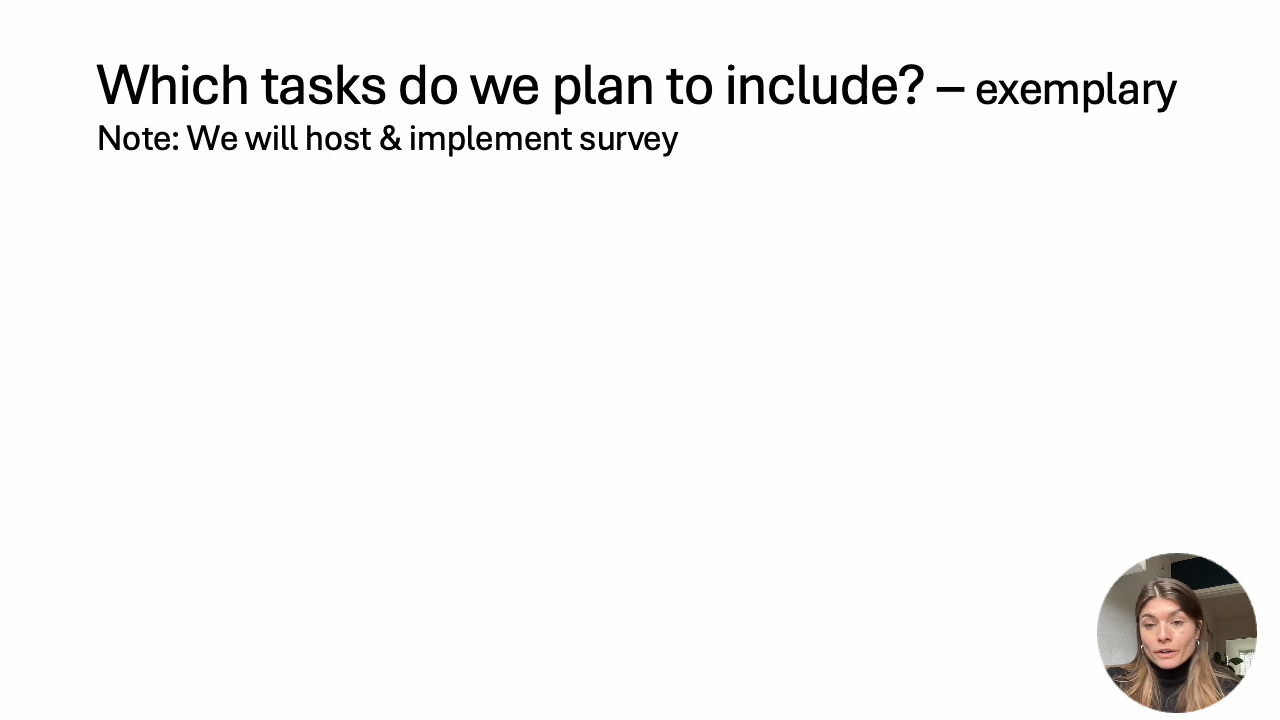 Which tasks do we plan to include? – exemplary
Note: We will host & implement survey